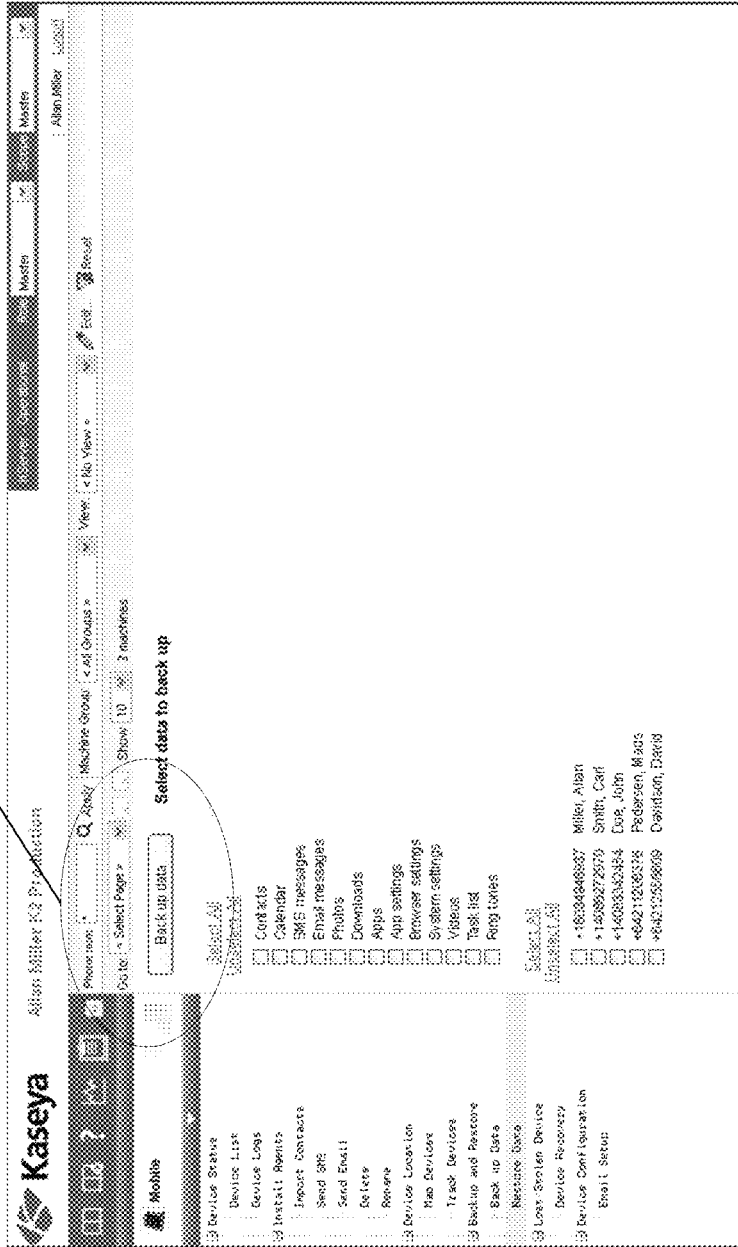 Kaseya
Allan Miller K2 Production
Master
Master
Allan Miller Logoff
Apply
Machine Group:
< All Groups >
View:
< No View >
Edit...
Reset
Go to:
< Select Page >
Show
10
3 machines
Mobile
Back up data
Select data to back up
Device Status
Device List
Device Logs
Install Agents
Import Contacts
Send SMS
Send Email
Delete
Rename
Device Location
Map Devices
Track Devices
Backup and Restore
Back up Data
Restore Data
Lost-Stolen Device
Device Recovery
Device Configuration
Email Setup
Select All
Unselect All
Contacts
Calendar
SMS messages
Email messages
Photos
Downloads
Apps
App settings
Browser settings
System settings
Videos
Task list
Ring tones
Select All
Unselect All
Miller, Allan
Smith, Carl
Doe, John
Pedersen, Mads
Davidson, David